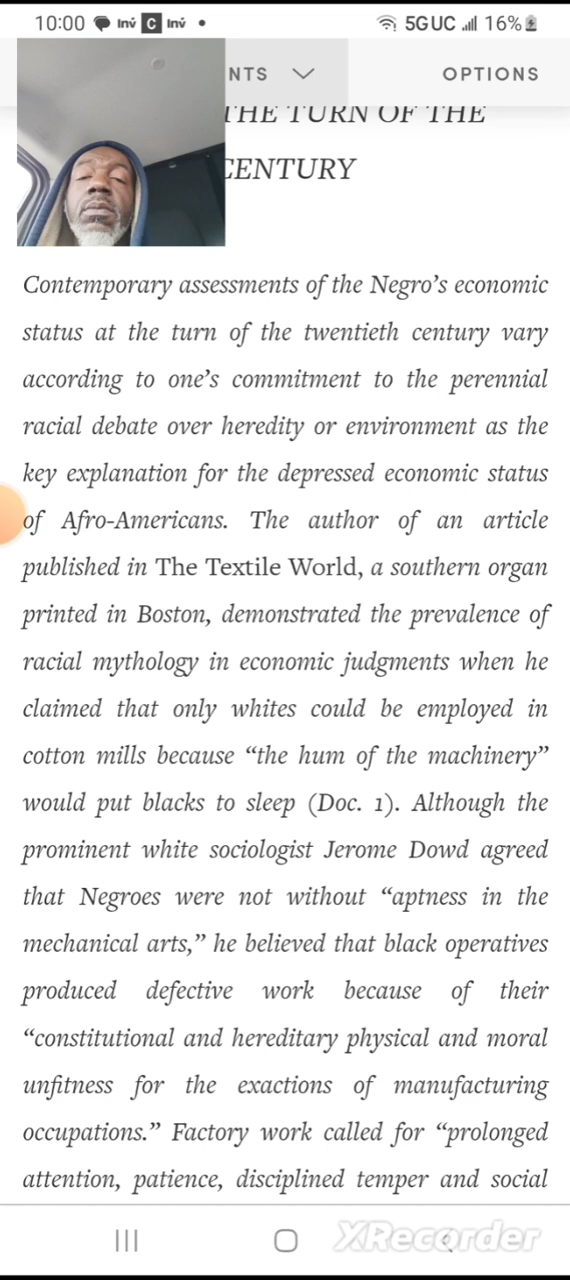 10:00 Inv C Inv 5G UC 16%
NTS OPTIONS
THE TURN OF THE
CENTURY
Contemporary assessments of the Negro’s economic
status at the turn of the twentieth century vary
according to one’s commitment to the perennial
racial debate over heredity or environment as the
key explanation for the depressed economic status
of Afro-Americans. The author of an article
published in The Textile World, a southern organ
printed in Boston, demonstrated the prevalence of
racial mythology in economic judgments when he
claimed that only whites could be employed in
cotton mills because “the hum of the machinery”
would put blacks to sleep (Doc. 1). Although the
prominent white sociologist Jerome Dowd agreed
that Negroes were not without “aptness in the
mechanical arts,” he believed that black operatives
produced defective work because of their
“constitutional and hereditary physical and moral
unfitness for the exactions of manufacturing
occupations.” Factory work called for “prolonged
attention, patience, disciplined temper and social
XRecorder